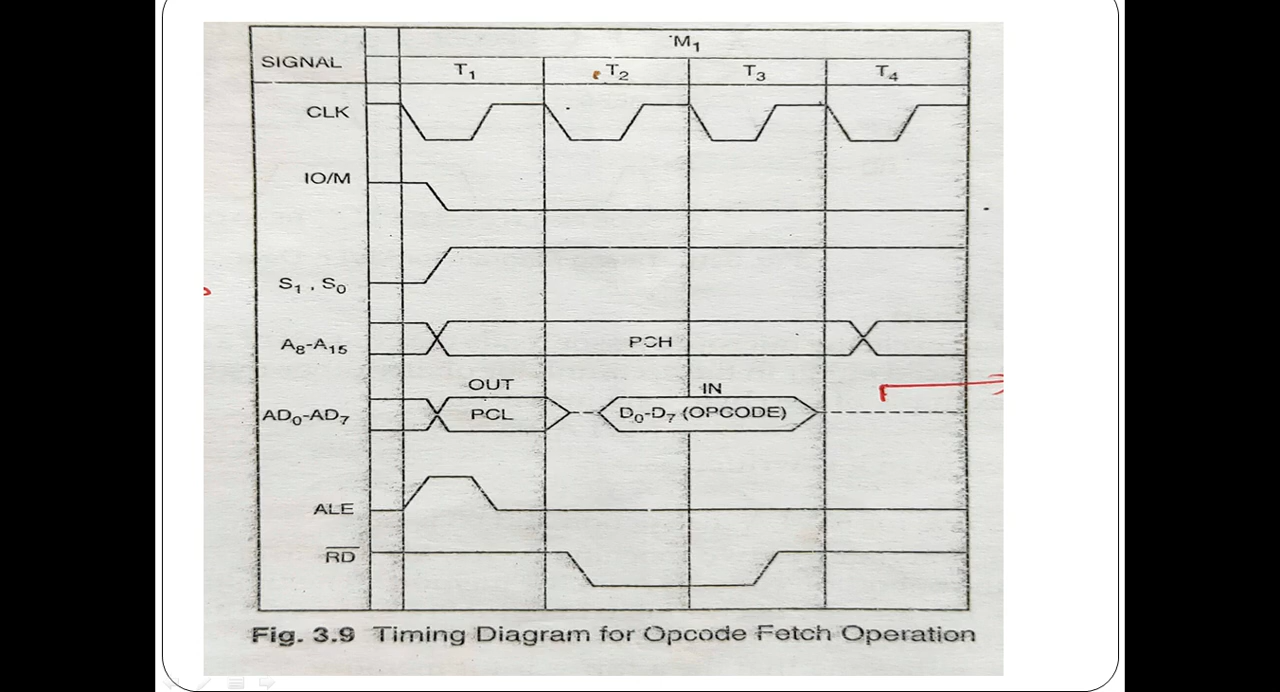 M₁
SIGNAL
T₁ T₂ T₃ T₄
CLK
IO/M
S₁ , S₀
A₈-A₁₅ PCH
OUT IN
AD₀-AD₇ PCL D₀-D₇ (OPCODE)
ALE
R̅D̅
Fig. 3.9 Timing Diagram for Opcode Fetch Operation